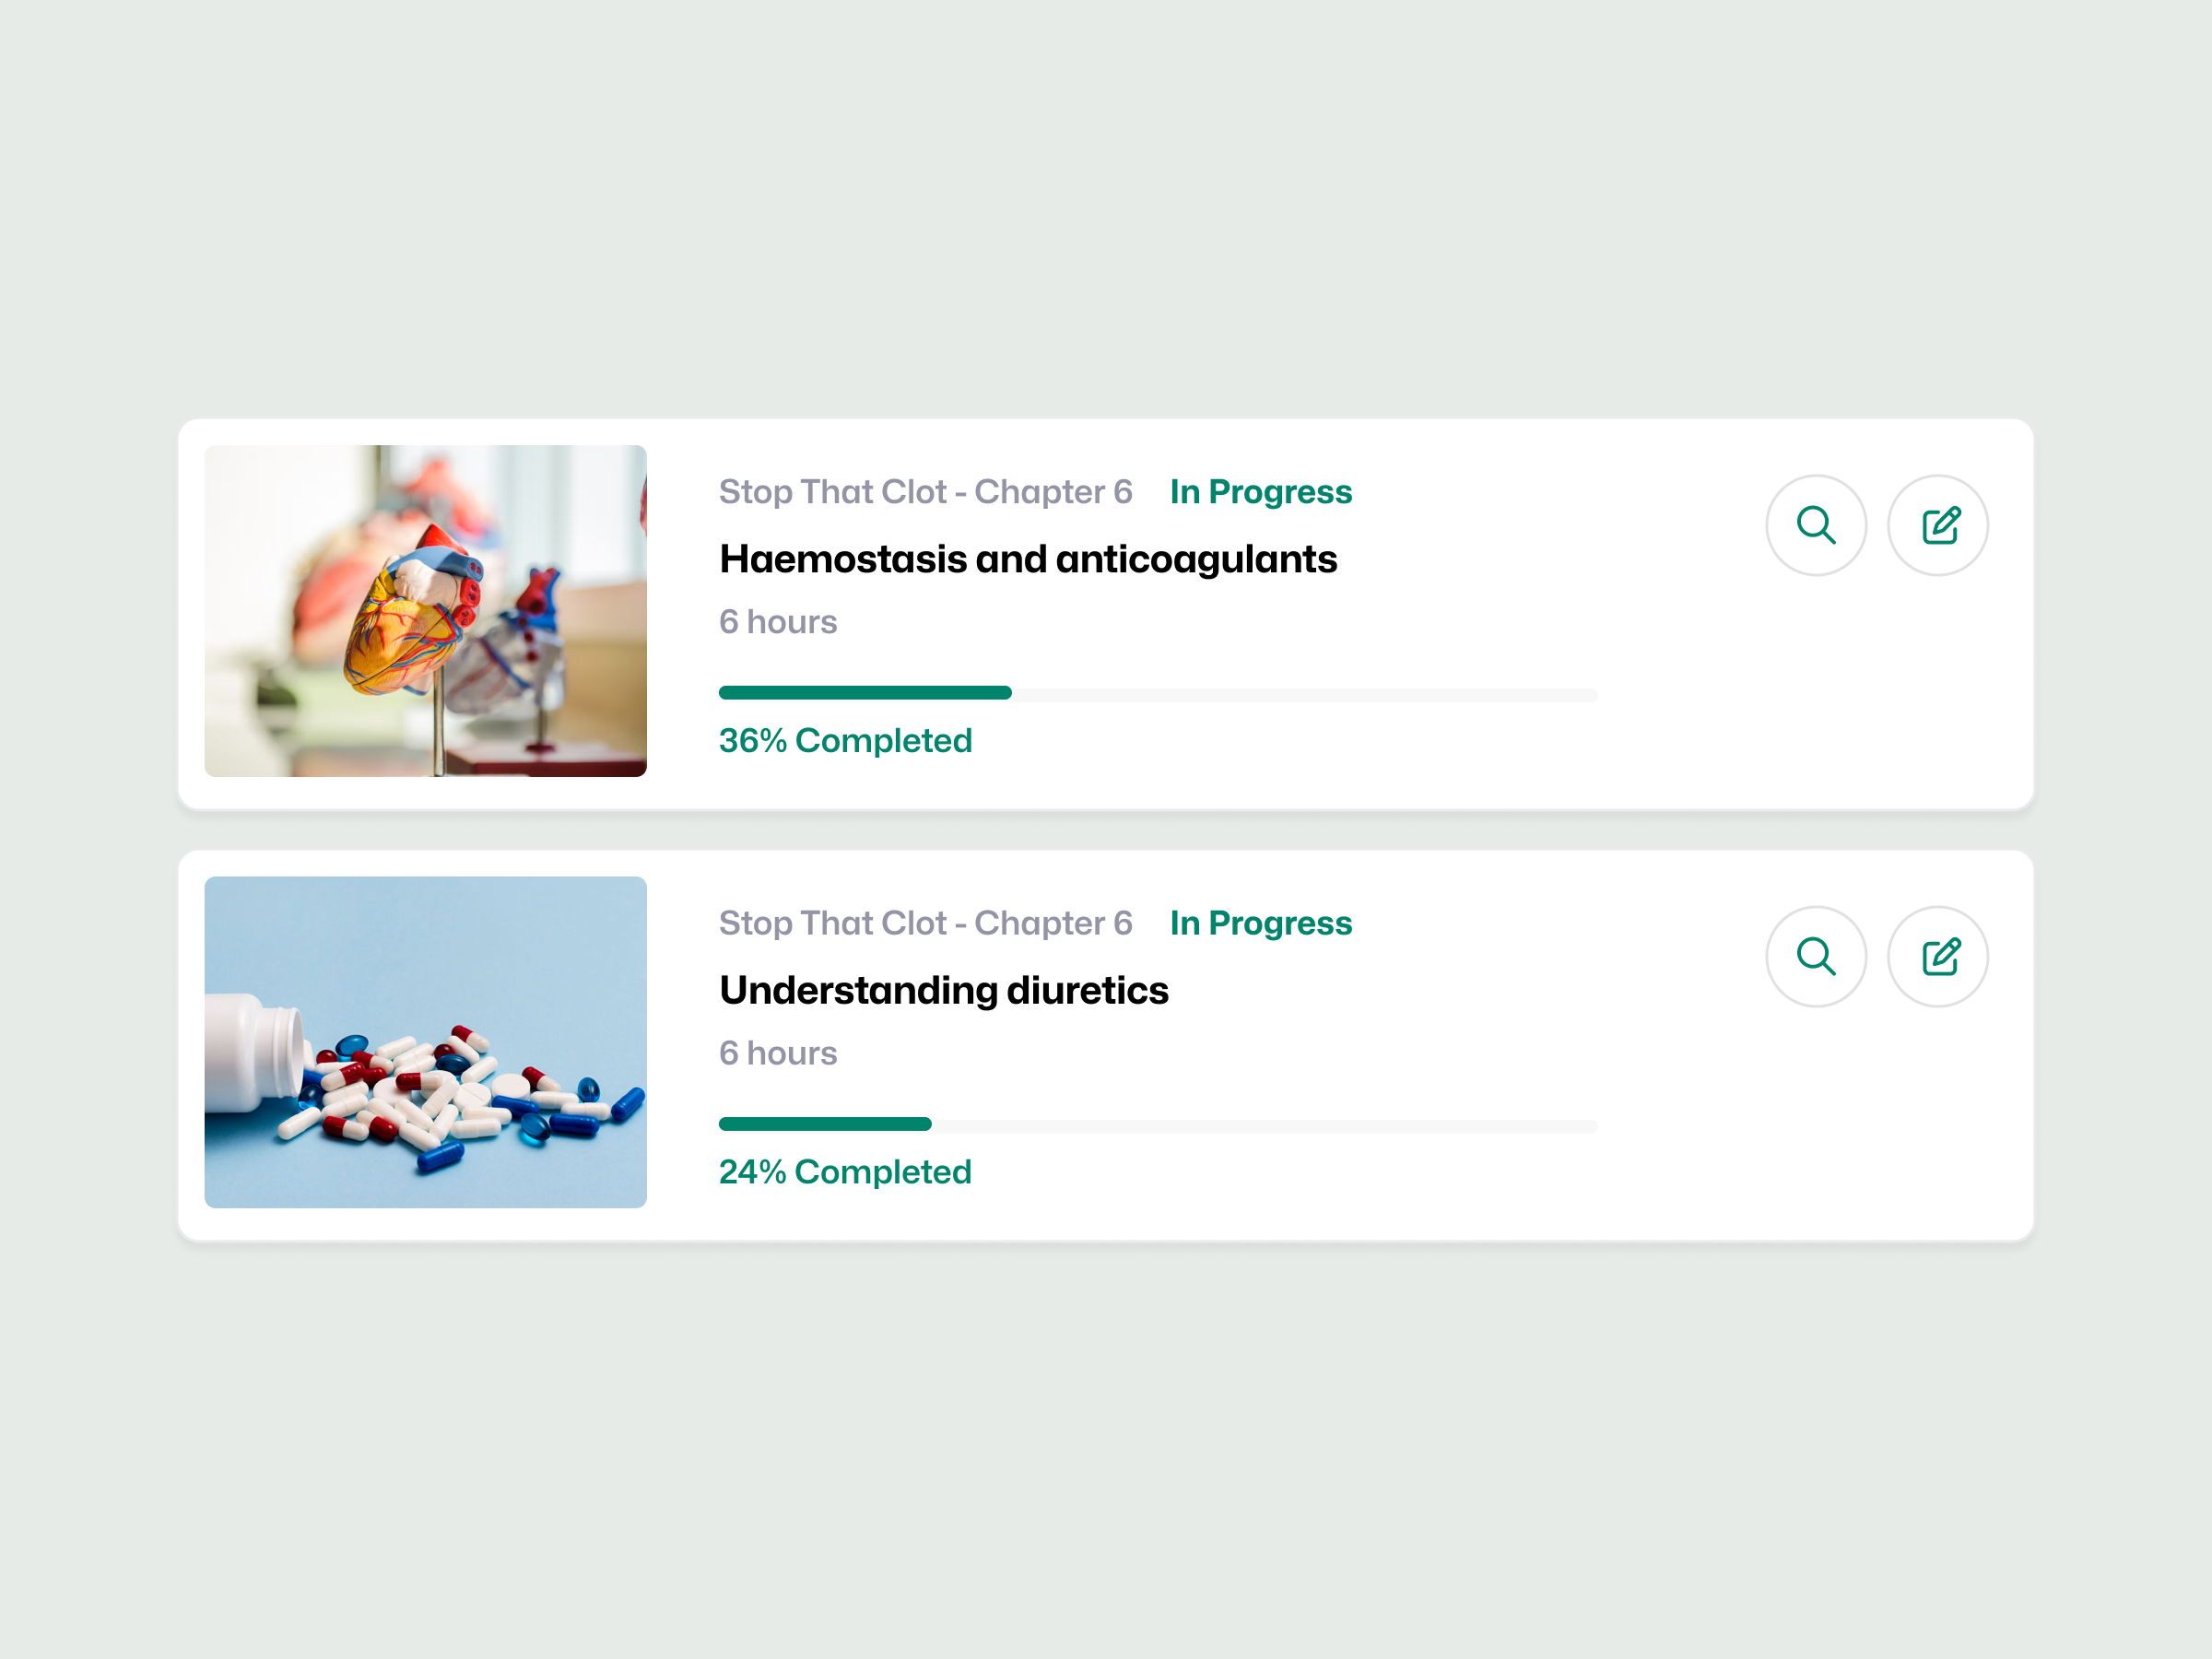 Stop That Clot - Chapter 6 In Progress
Haemostasis and anticoagulants
6 hours
36% Completed
Stop That Clot - Chapter 6 In Progress
Understanding diuretics
6 hours
24% Completed